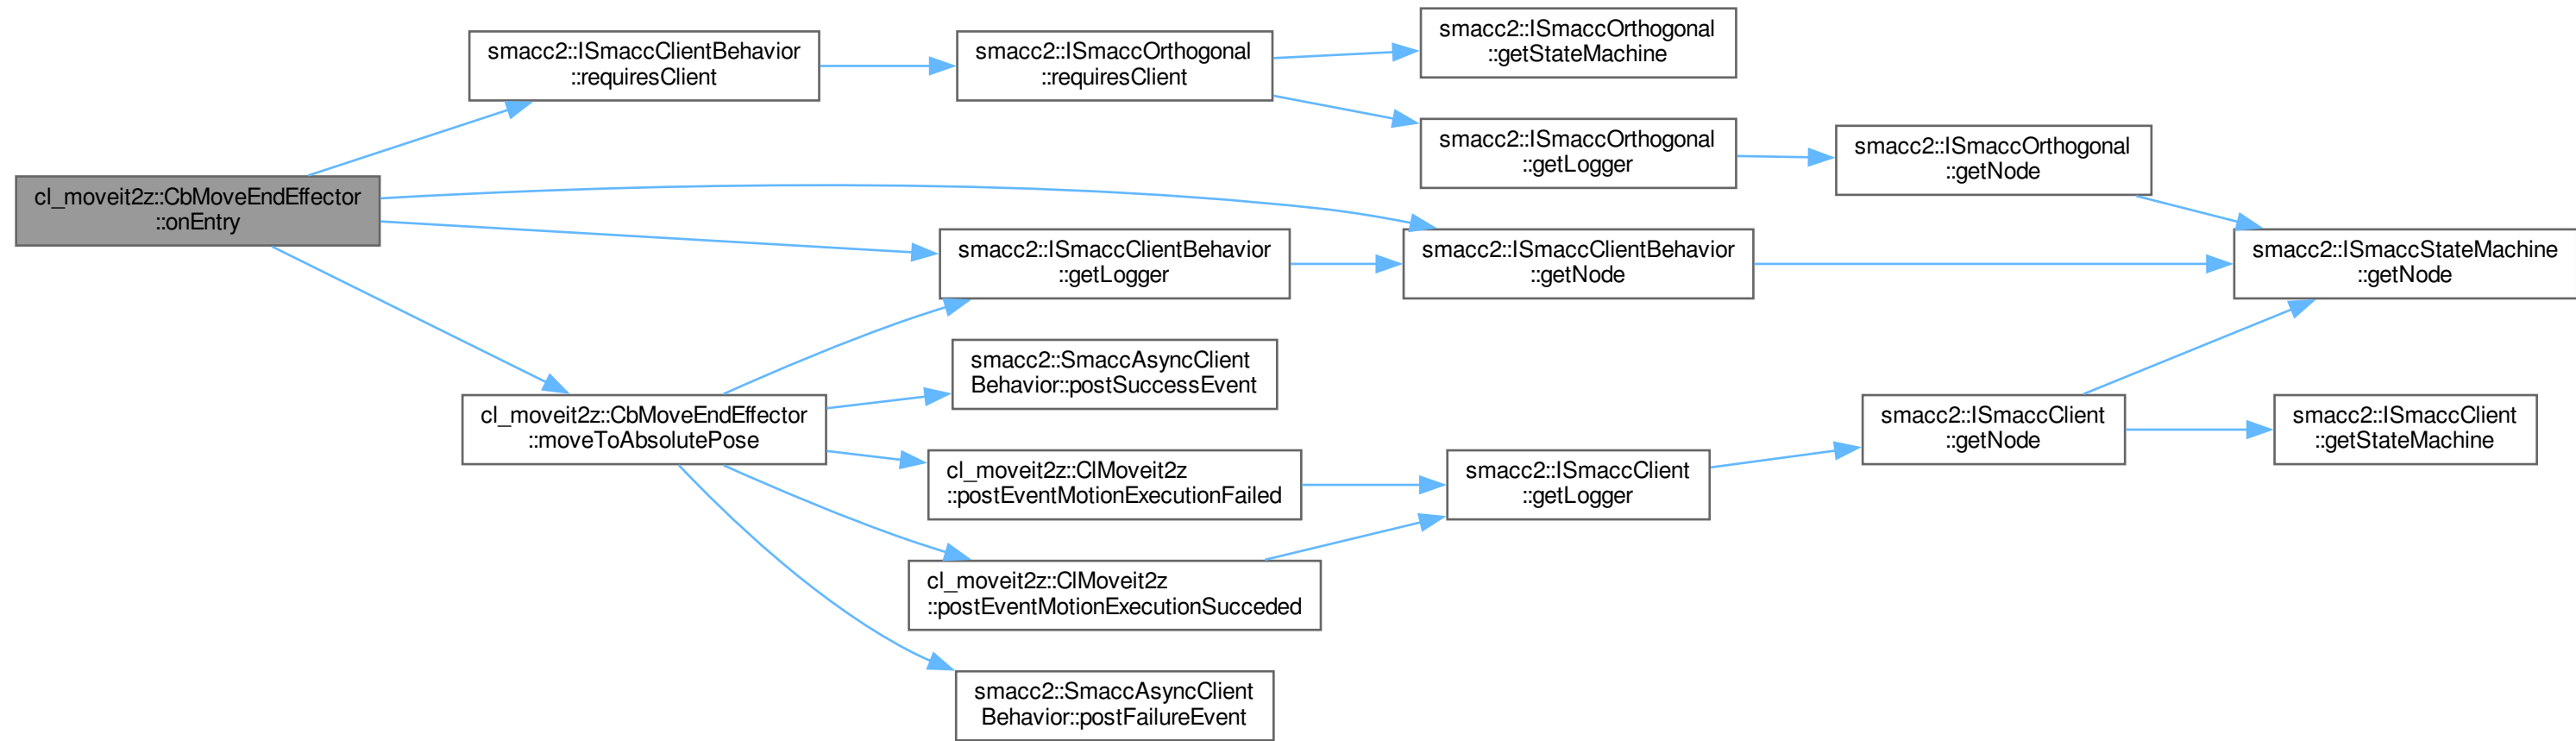 smacc2::ISmaccOrthogonal
::getStateMachine
smacc2::ISmaccClientBehavior
::requiresClient
smacc2::ISmaccOrthogonal
::requiresClient
smacc2::ISmaccOrthogonal
::getLogger
smacc2::ISmaccOrthogonal
::getNode
cl_moveit2z::CbMoveEndEffector
::onEntry
smacc2::ISmaccClientBehavior
::getLogger
smacc2::ISmaccClientBehavior
::getNode
smacc2::ISmaccStateMachine
::getNode
smacc2::SmaccAsyncClient
Behavior::postSuccessEvent
cl_moveit2z::CbMoveEndEffector
::moveToAbsolutePose
smacc2::ISmaccClient
::getNode
smacc2::ISmaccClient
::getStateMachine
cl_moveit2z::ClMoveit2z
::postEventMotionExecutionFailed
smacc2::ISmaccClient
::getLogger
cl_moveit2z::ClMoveit2z
::postEventMotionExecutionSucceded
smacc2::SmaccAsyncClient
Behavior::postFailureEvent